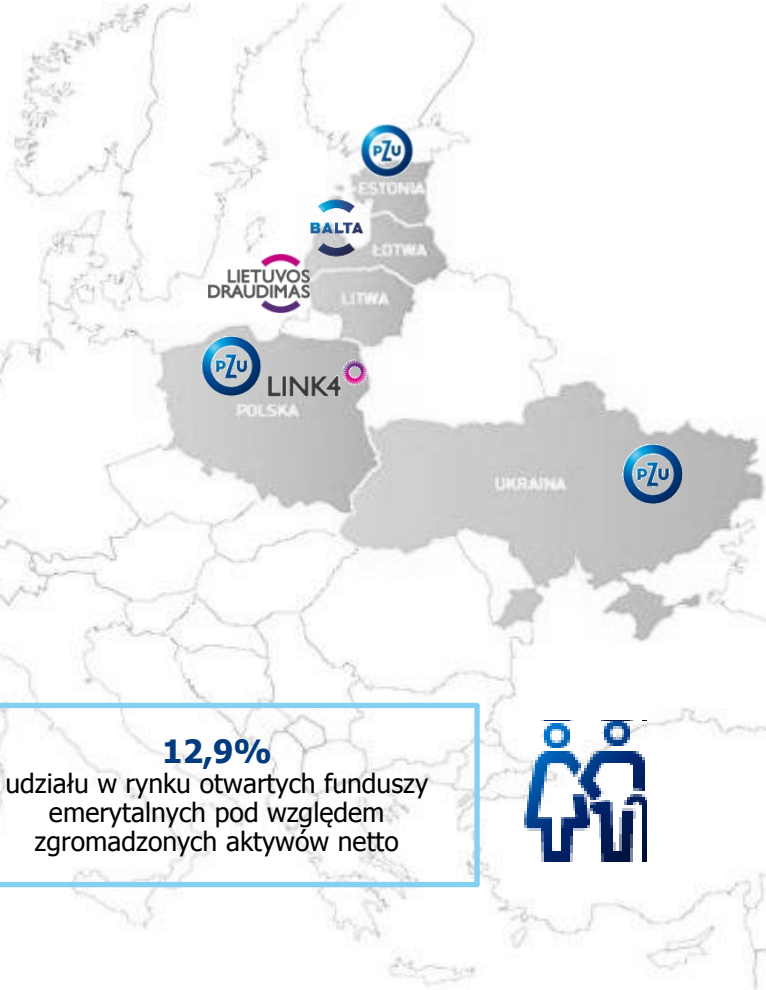 PZU
ESTONIA
BALTA
ŁOTWA
LIETUVOS
DRAUDIMAS
LITWA
PZU
LINK4
POLSKA
UKRAINA
PZU
12,9%
udziału w rynku otwartych funduszy
emerytalnych pod względem
zgromadzonych aktywów netto